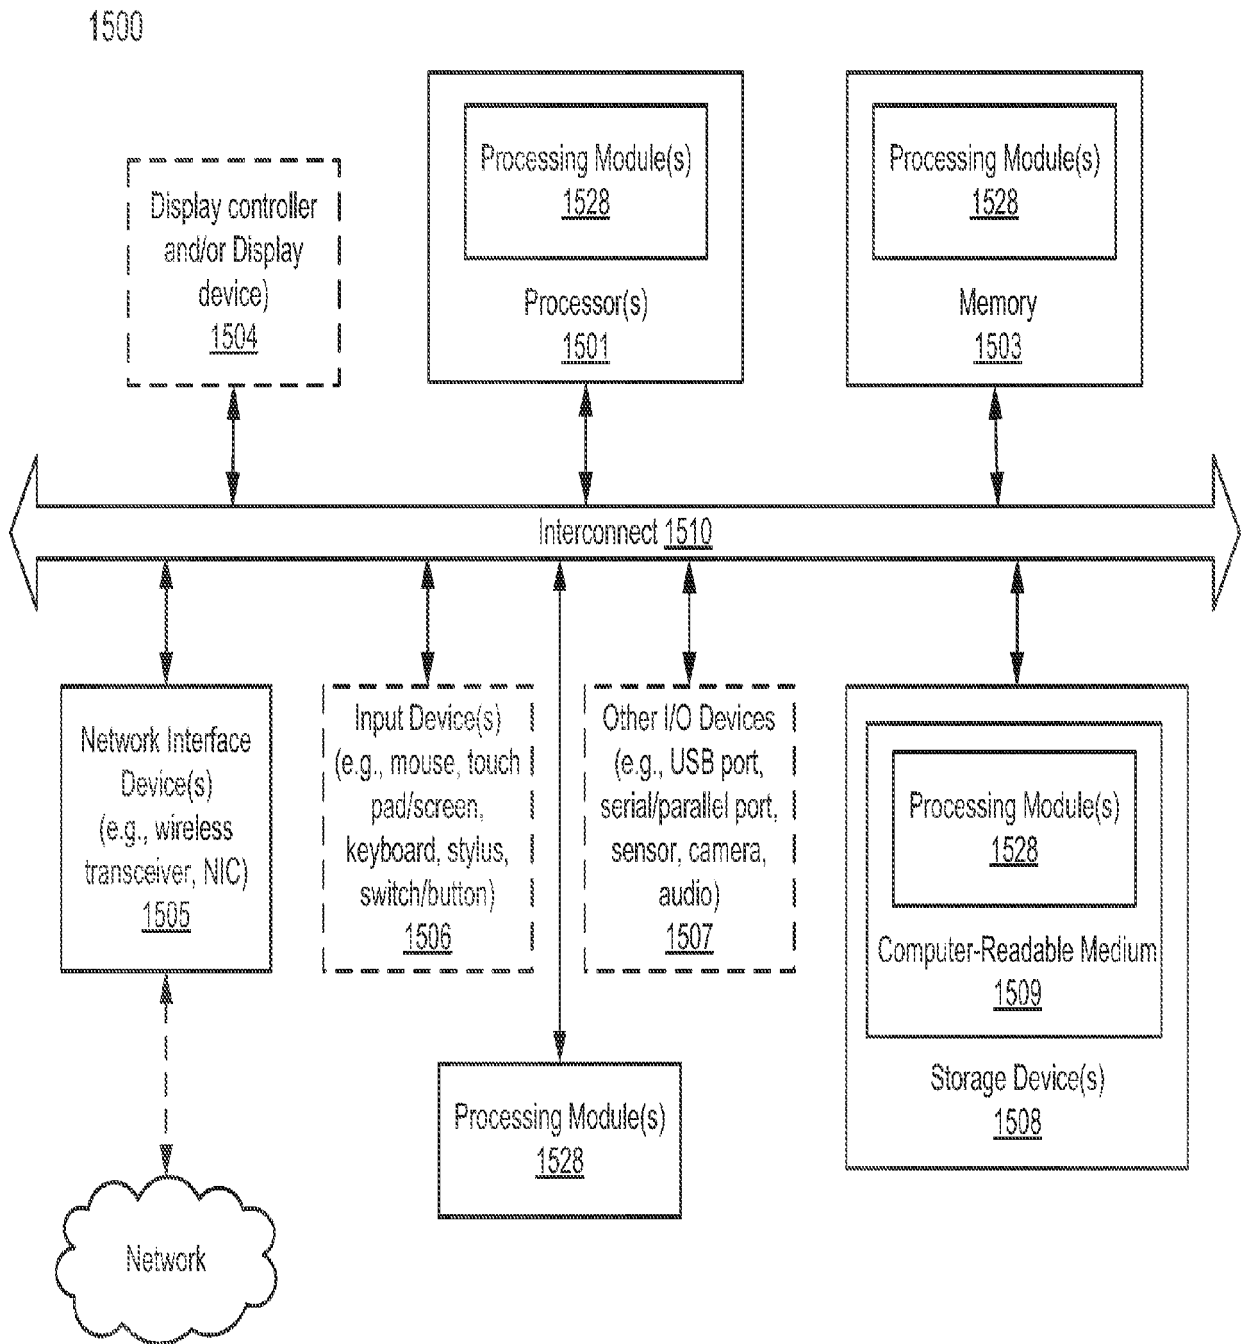 1500
Display controller
and/or Display
device)
1504
Processing Module(s)
1528
Processor(s)
1501
Processing Module(s)
1528
Memory
1503
Interconnect 1510
Network Interface
Device(s)
(e.g., wireless
transceiver, NIC)
1505
Input Device(s)
(e.g., mouse, touch
pad/screen,
keyboard, stylus,
switch/button)
1506
Other I/O Devices
(e.g., USB port,
serial/parallel port,
sensor, camera,
audio)
1507
Processing Module(s)
1528
Computer-Readable Medium
1509
Storage Device(s)
1508
Processing Module(s)
1528
Network